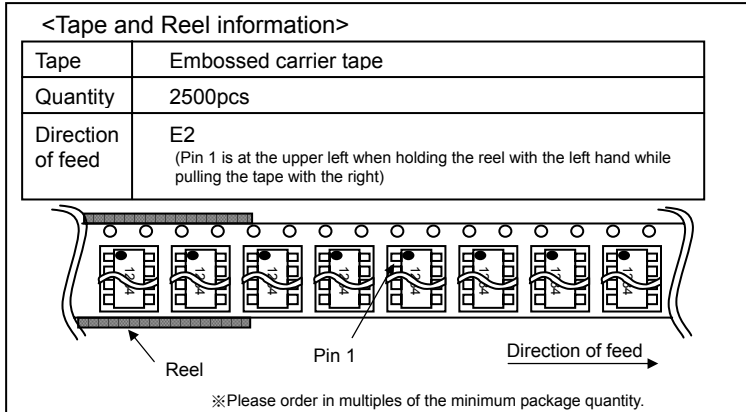 <Tape and Reel information>
Tape Embossed carrier tape
Quantity 2500pcs
Direction of feed E2
(Pin 1 is at the upper left when holding the reel with the left hand while
pulling the tape with the right)
Reel
Pin 1
Direction of feed
※Please order in multiples of the minimum package quantity.